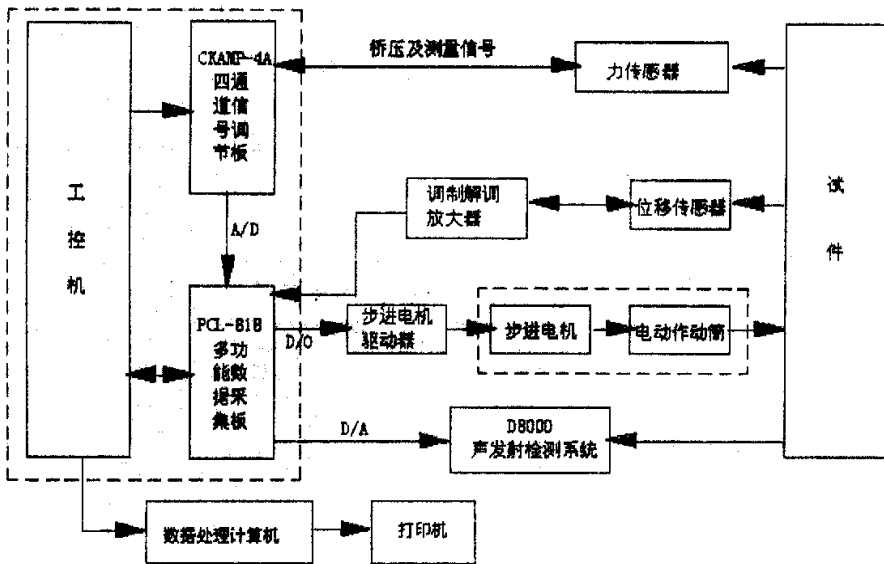 工
控
机
CKAMP-4A
四通
道信
号调
节板
桥压及测量信号
力传感器
试
件
调制解调
放大器
位移传感器
A/D
PCL-818
多功
能数
据采
集板
D/O
步进电机
驱动器
步进电机
电动作动筒
D/A
D8000
声发射检测系统
数据处理计算机
打印机